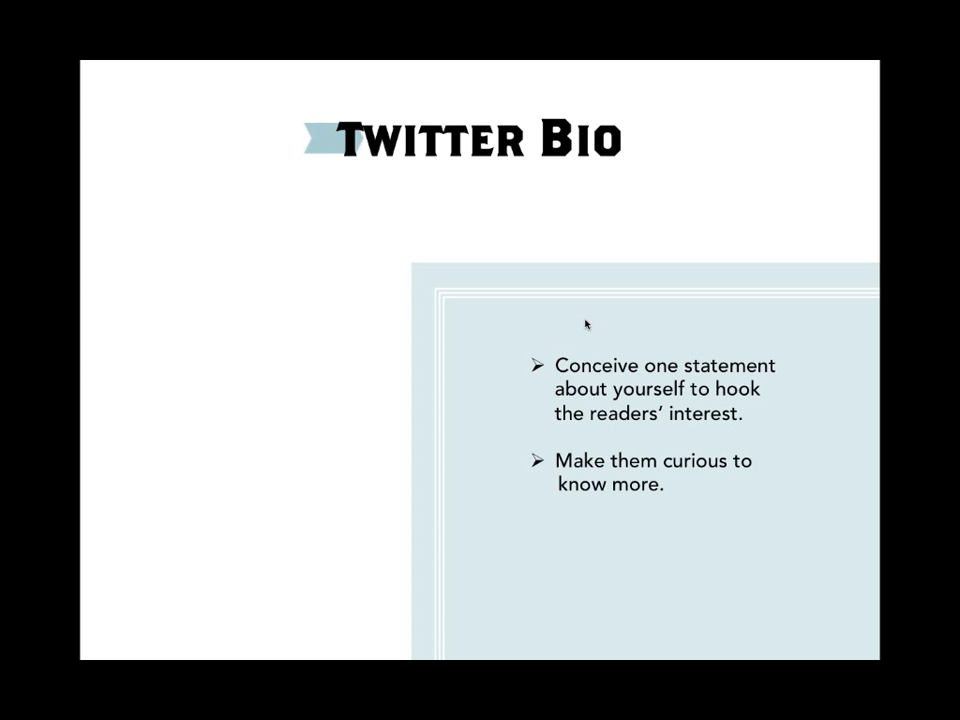 Twitter Bio
➢ Conceive one statement
about yourself to hook
the readers’ interest.
➢ Make them curious to
know more.